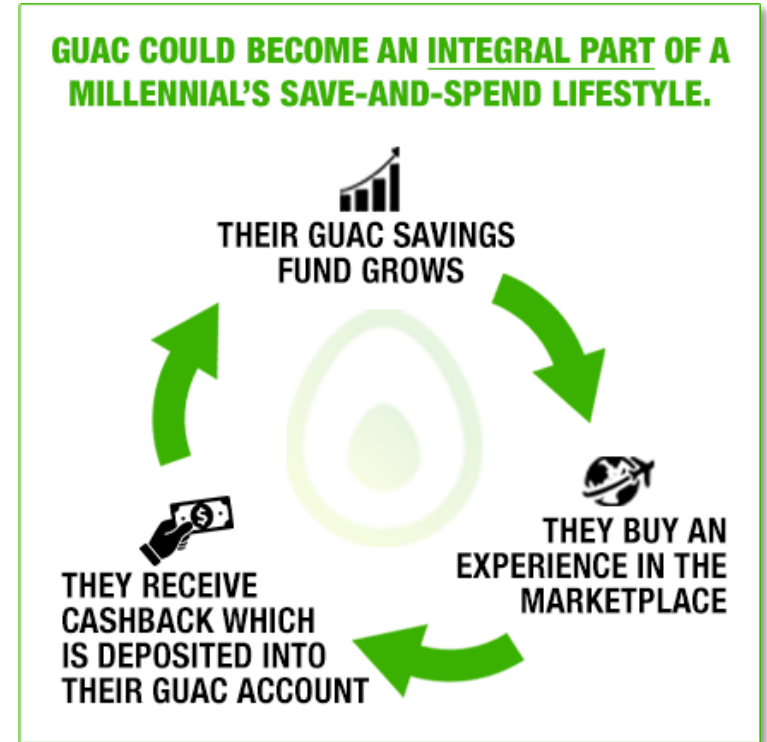 GUAC COULD BECOME AN INTEGRAL PART OF A
MILLENNIAL'S SAVE-AND-SPEND LIFESTYLE.
THEIR GUAC SAVINGS
FUND GROWS
THEY BUY AN
EXPERIENCE IN THE
MARKETPLACE
THEY RECEIVE
CASHBACK WHICH
IS DEPOSITED INTO
THEIR GUAC ACCOUNT